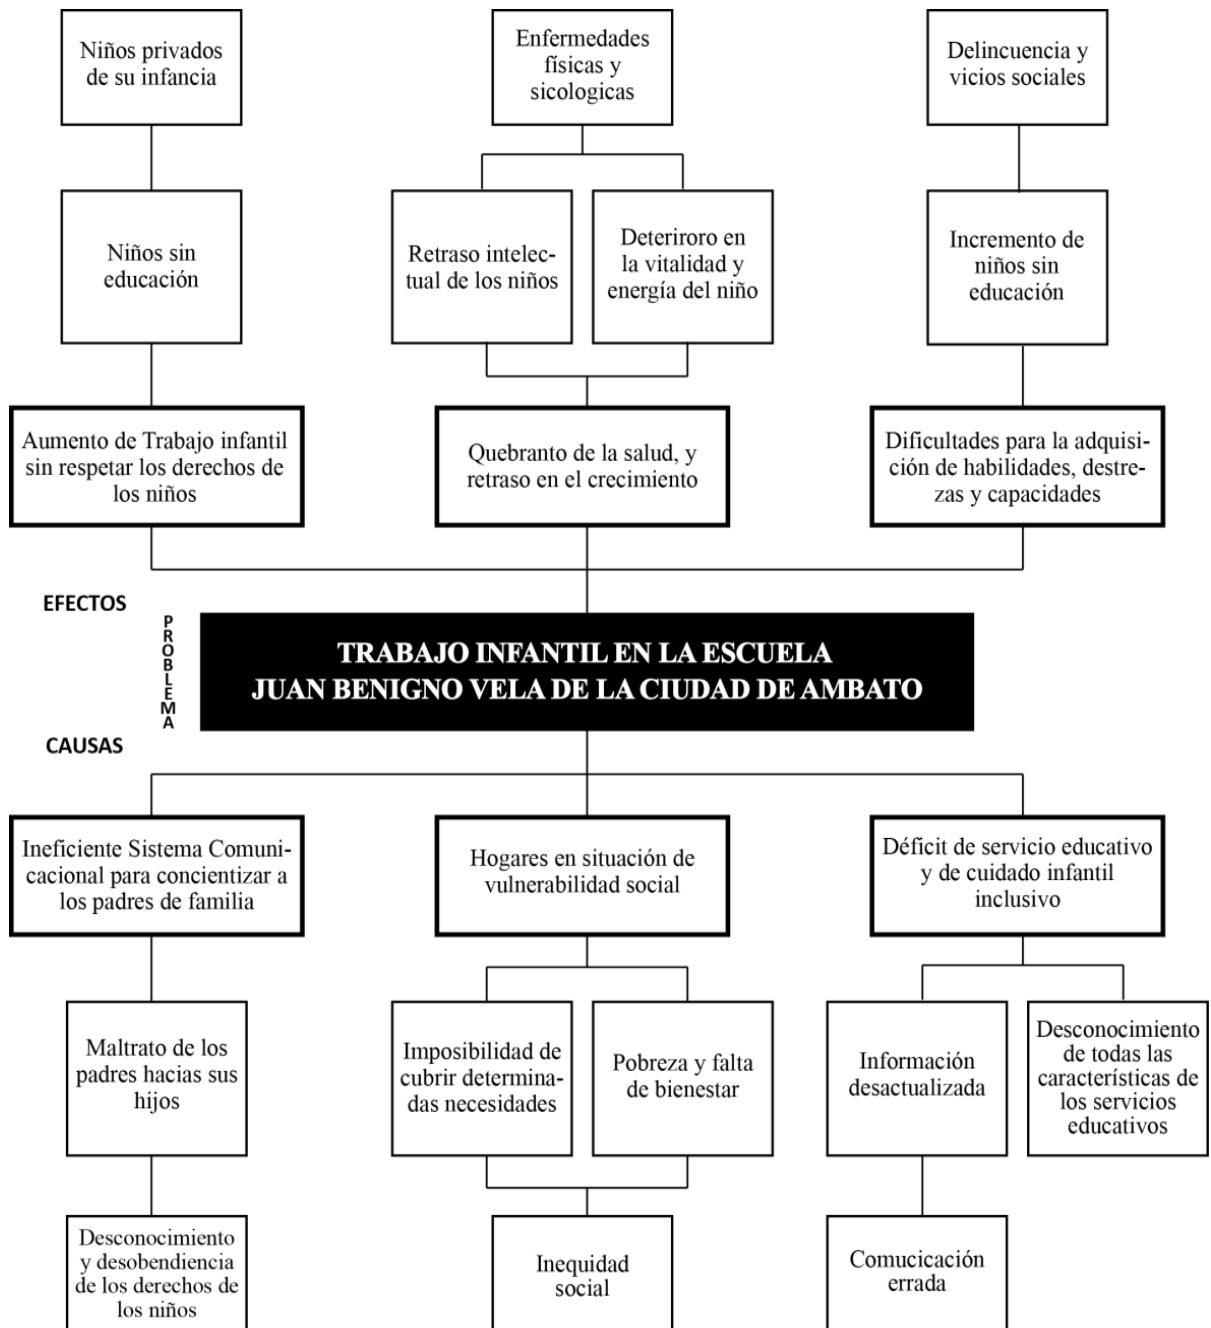 Niños privados
de su infancia
Enfermedades
físicas y
sicologicas
Delincuencia y
vicios sociales
Niños sin
educación
Retraso intelec-
tual de los niños
Deteriroro en
la vitalidad y
energía del niño
Incremento de
niños sin
educación
Aumento de Trabajo infantil
sin respetar los derechos de
los niños
Quebranto de la salud, y
retraso en el crecimiento
Dificultades para la adquisi-
ción de habilidades, destre-
zas y capacidades
EFECTOS
PROBLEMA
TRABAJO INFANTIL EN LA ESCUELA
JUAN BENIGNO VELA DE LA CIUDAD DE AMBATO
CAUSAS
Ineficiente Sistema Comuni-
cacional para concientizar a
los padres de familia
Hogares en situación de
vulnerabilidad social
Déficit de servicio educativo
y de cuidado infantil
inclusivo
Maltrato de los
padres hacias sus
hijos
Imposibilidad de
cubrir determina-
das necesidades
Pobreza y falta
de bienestar
Información
desactualizada
Desconocimiento
de todas las
características de
los servicios
educativos
Desconocimiento
y desobendiencia
de los derechos de
los niños
Inequidad
social
Comucicación
errada